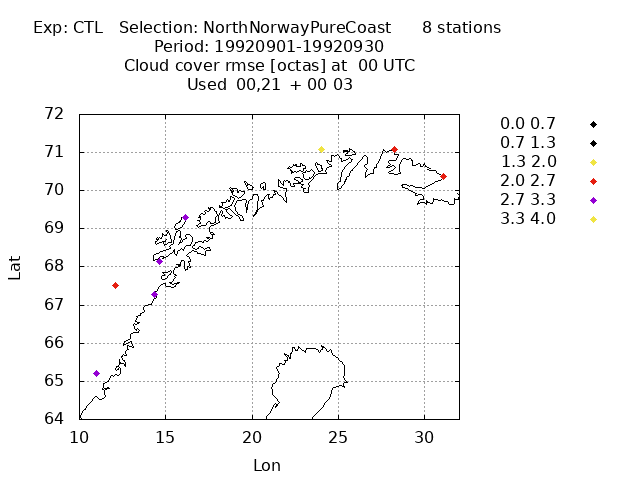 Exp: CTL   Selection: NorthNorwayPureCoast      8 stations
Period: 19920901-19920930
Cloud cover rmse [octas] at  00 UTC
Used  00,21  + 00 03
72
71
70
69
68
67
66
65
64
Lat
10 15 20 25 30
Lon
0.0 0.7
0.7 1.3
1.3 2.0
2.0 2.7
2.7 3.3
3.3 4.0